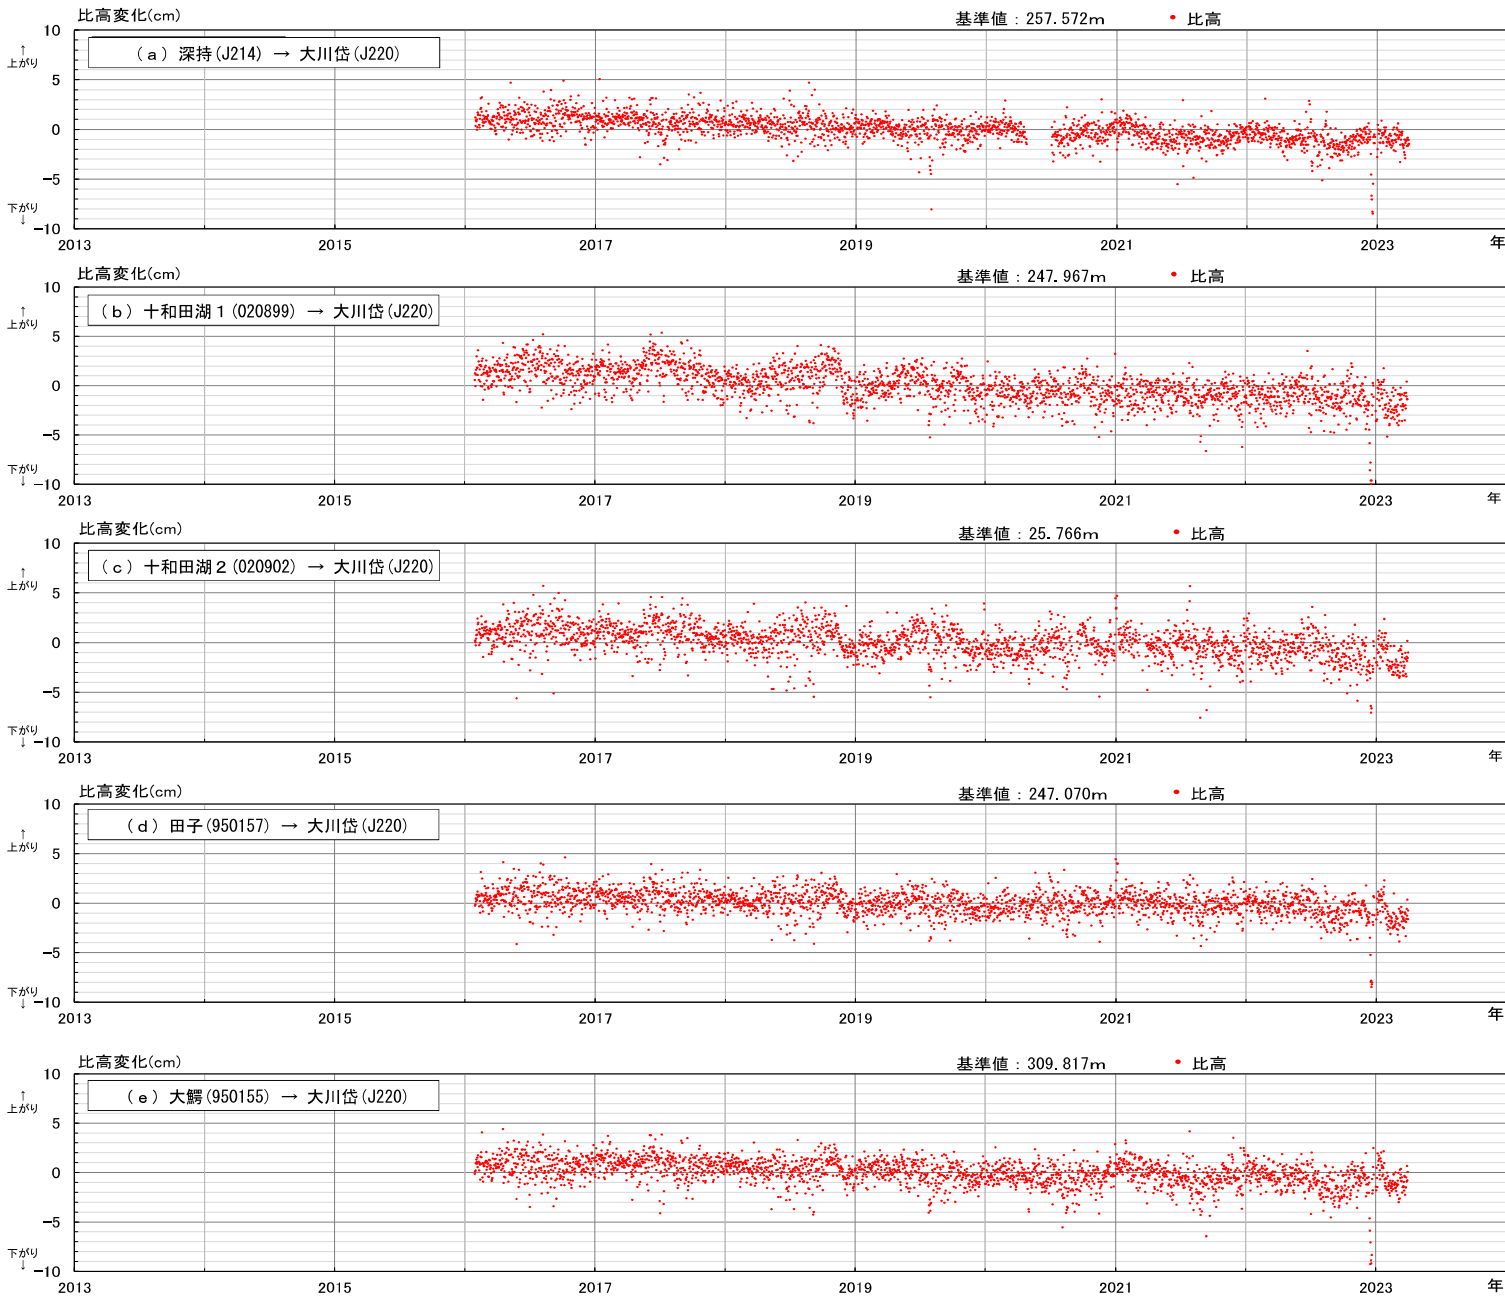 比高変化(cm)
基準値：257.572m
比高
10
(a) 深持(J214) → 大川岱(J220)
↑
上がり
5
0
-5
下がり
↓
-10
2013
2015
2017
2019
2021
2023
年
比高変化(cm)
基準値：247.967m
比高
10
(b) 十和田湖1(020899) → 大川岱(J220)
↑
上がり
5
0
-5
下がり
↓
-10
2013
2015
2017
2019
2021
2023
年
比高変化(cm)
基準値：25.766m
比高
10
(c) 十和田湖2(020902) → 大川岱(J220)
↑
上がり
5
0
-5
下がり
↓
-10
2013
2015
2017
2019
2021
2023
年
比高変化(cm)
基準値：247.070m
比高
10
(d) 田子(950157) → 大川岱(J220)
↑
上がり
5
0
-5
下がり
↓
-10
2013
2015
2017
2019
2021
2023
年
比高変化(cm)
基準値：309.817m
比高
10
(e) 大鰐(950155) → 大川岱(J220)
↑
上がり
5
0
-5
下がり
↓
-10
2013
2015
2017
2019
2021
2023
年